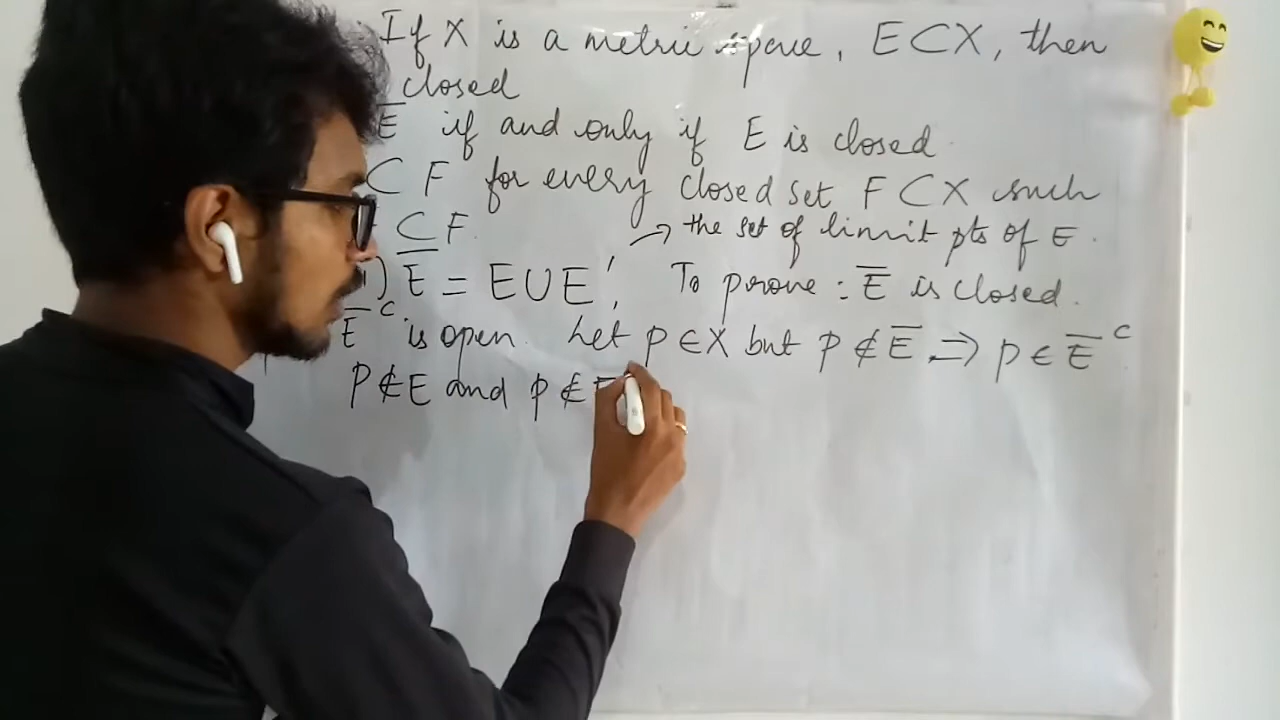 If X is a metric space, E⊂X, then
closed
E̅ if and only if E is closed.
⊂ F for every closed set F⊂X such
⊂ F.
→ the set of limit pts of E.
) E̅ = E∪E′, To prove : E̅ is closed.
E̅ᶜ is open. Let p∈X but p∉E̅ ⇒ p∈E̅ᶜ
p∉E and p∉E